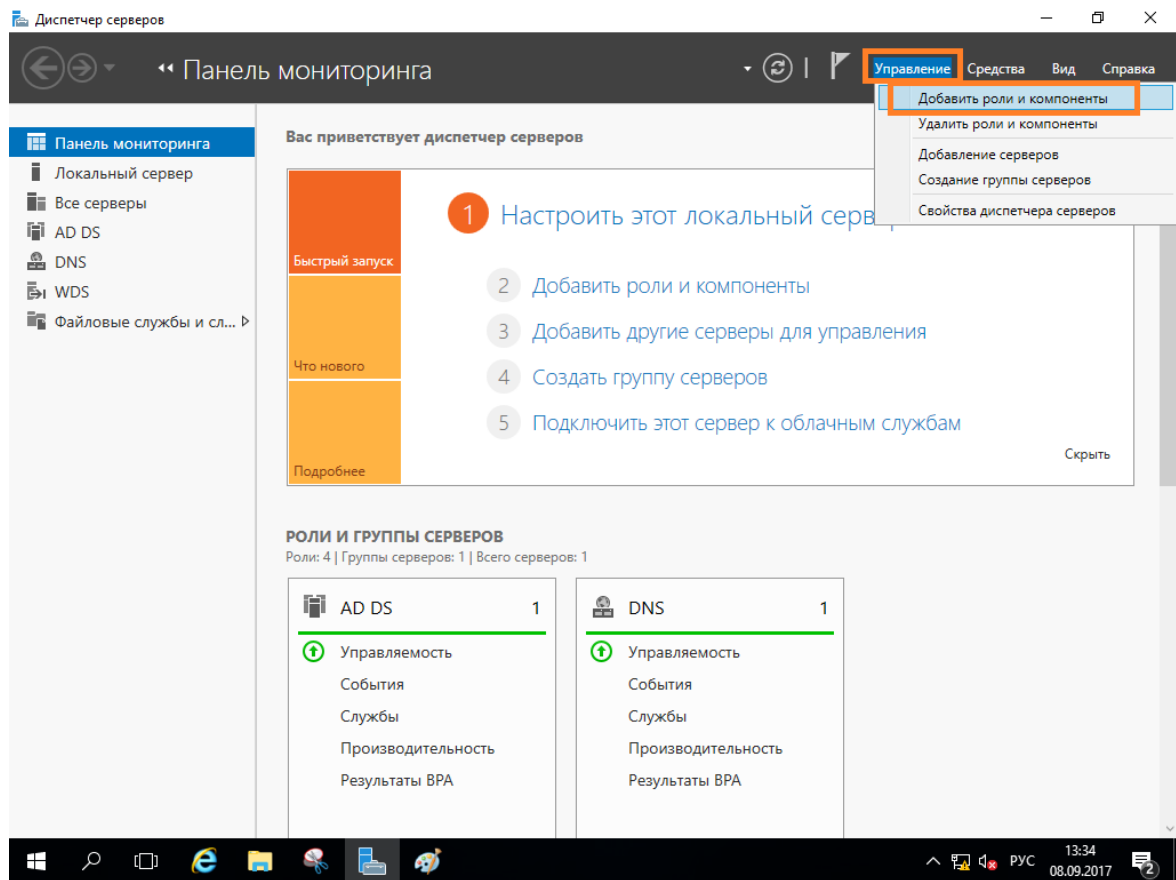 Диспетчер серверов
Панель мониторинга
Управление Средства Вид Справка
Добавить роли и компоненты
Удалить роли и компоненты
Добавление серверов
Создание группы серверов
Свойства диспетчера серверов
Панель мониторинга
Локальный сервер
Все серверы
AD DS
DNS
WDS
Файловые службы и сл...
Вас приветствует диспетчер серверов
Быстрый запуск
Что нового
Подробнее
1 Настроить этот локальный серв
2 Добавить роли и компоненты
3 Добавить другие серверы для управления
4 Создать группу серверов
5 Подключить этот сервер к облачным службам
Скрыть
РОЛИ И ГРУППЫ СЕРВЕРОВ
Роли: 4 | Группы серверов: 1 | Всего серверов: 1
AD DS 1
Управляемость
События
Службы
Производительность
Результаты BPA
DNS 1
Управляемость
События
Службы
Производительность
Результаты BPA
РУС
13:34
08.09.2017
2